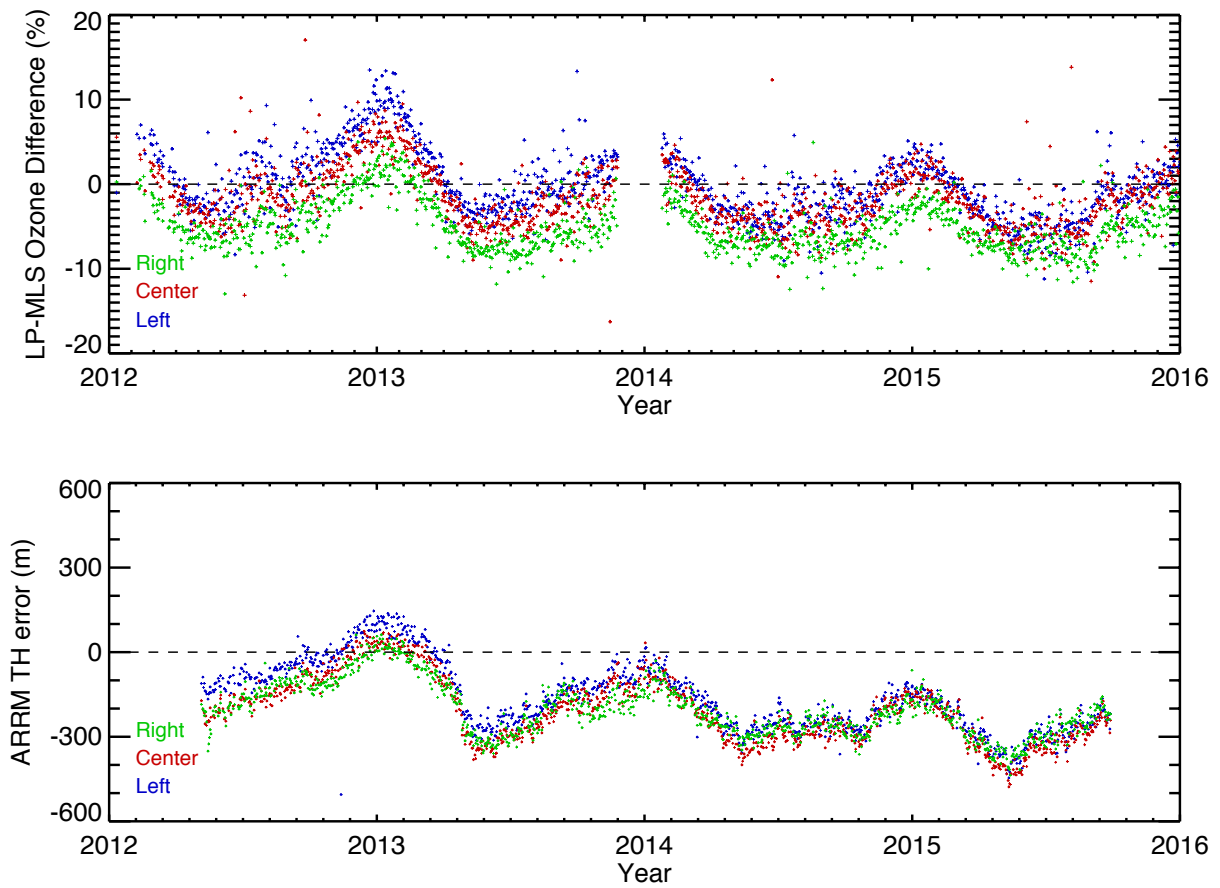 LP-MLS Ozone Difference (%)
20
10
0
-10
-20
Right
Center
Left
2012 2013 2014 2015 2016
Year
ARRM TH error (m)
600
300
0
-300
-600
Right
Center
Left
2012 2013 2014 2015 2016
Year